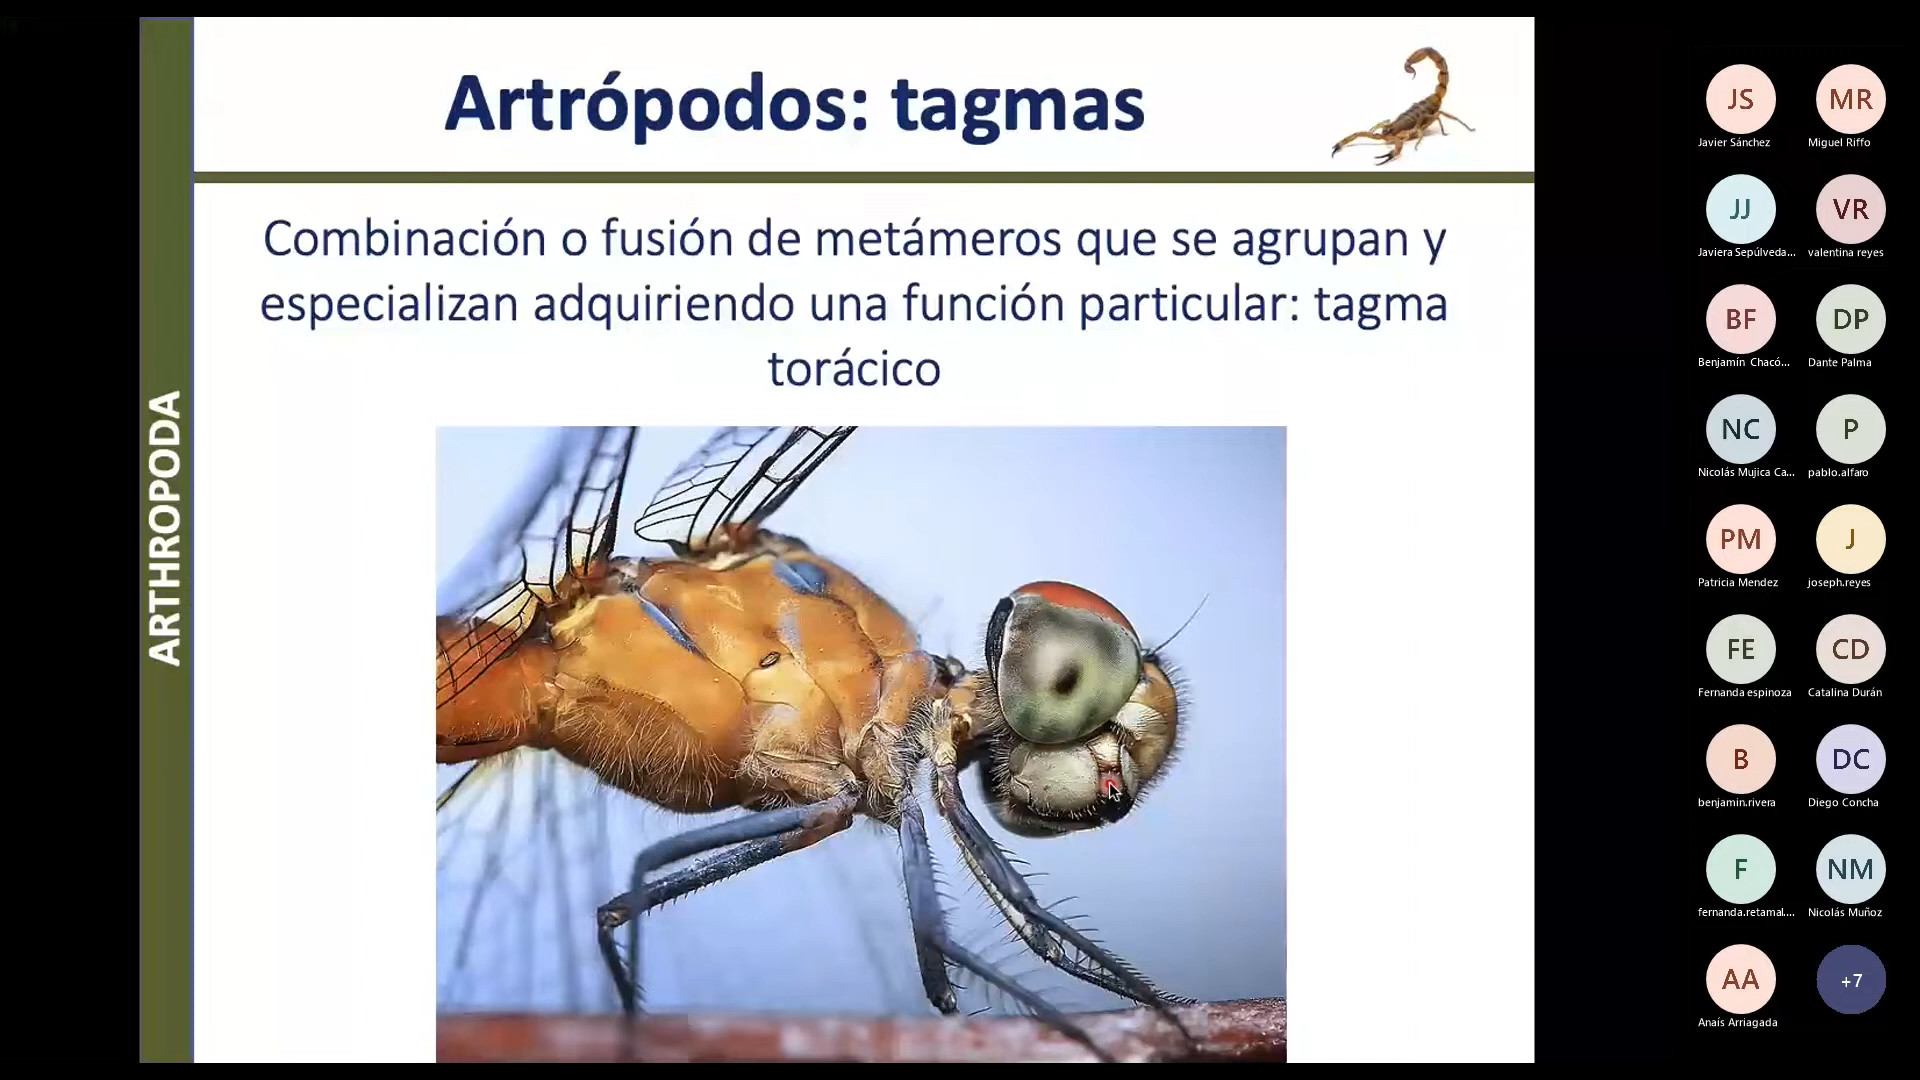 Artrópodos: tagmas
Combinación o fusión de metámeros que se agrupan y
especializan adquiriendo una función particular: tagma
torácico
ARTHROPODA
JS
Javier Sánchez
MR
Miguel Riffo
JJ
Javiera Sepúlveda...
VR
valentina reyes
BF
Benjamín Chacó...
DP
Dante Palma
NC
Nicolás Mujica Ca...
P
pablo.alfaro
PM
Patricia Mendez
J
joseph.reyes
FE
Fernanda espinoza
CD
Catalina Durán
B
benjamin.rivera
DC
Diego Concha
F
fernanda.retamal....
NM
Nicolás Muñoz
AA
Anaís Arriagada
+7